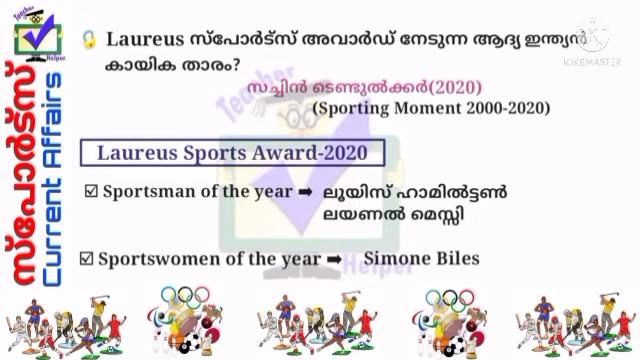 Teacher
Helper
സ്പോർട്സ്
Current Affairs
🔓 Laureus സ്പോർട്സ് അവാർഡ് നേടുന്ന ആദ്യ ഇന്ത്യൻ
കായിക താരം?
സച്ചിൻ ടെണ്ടുൽക്കർ(2020)
(Sporting Moment 2000-2020)
K
KINEMASTER
Teacher
Laureus Sports Award-2020
☑ Sportsman of the year ➡ ലൂയിസ് ഹാമിൽട്ടൺ
ലയണൽ മെസ്സി
☑ Sportswomen of the year ➡ Simone Biles
Helper